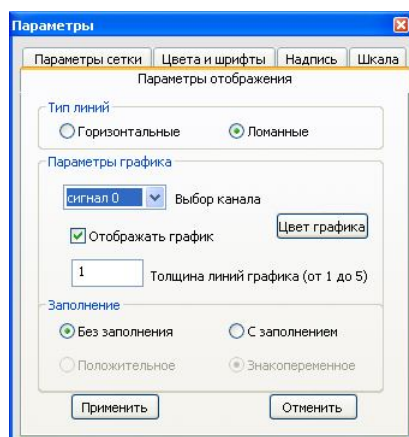 Параметры
Параметры сетки Цвета и шрифты Надпись Шкала
Параметры отображения
Тип линий
Горизонтальные Ломанные
Параметры графика
сигнал 0 Выбор канала
Отображать график Цвет графика
1 Толщина линий графика (от 1 до 5)
Заполнение
Без заполнения С заполнением
Положительное Знакопеременное
Применить Отменить